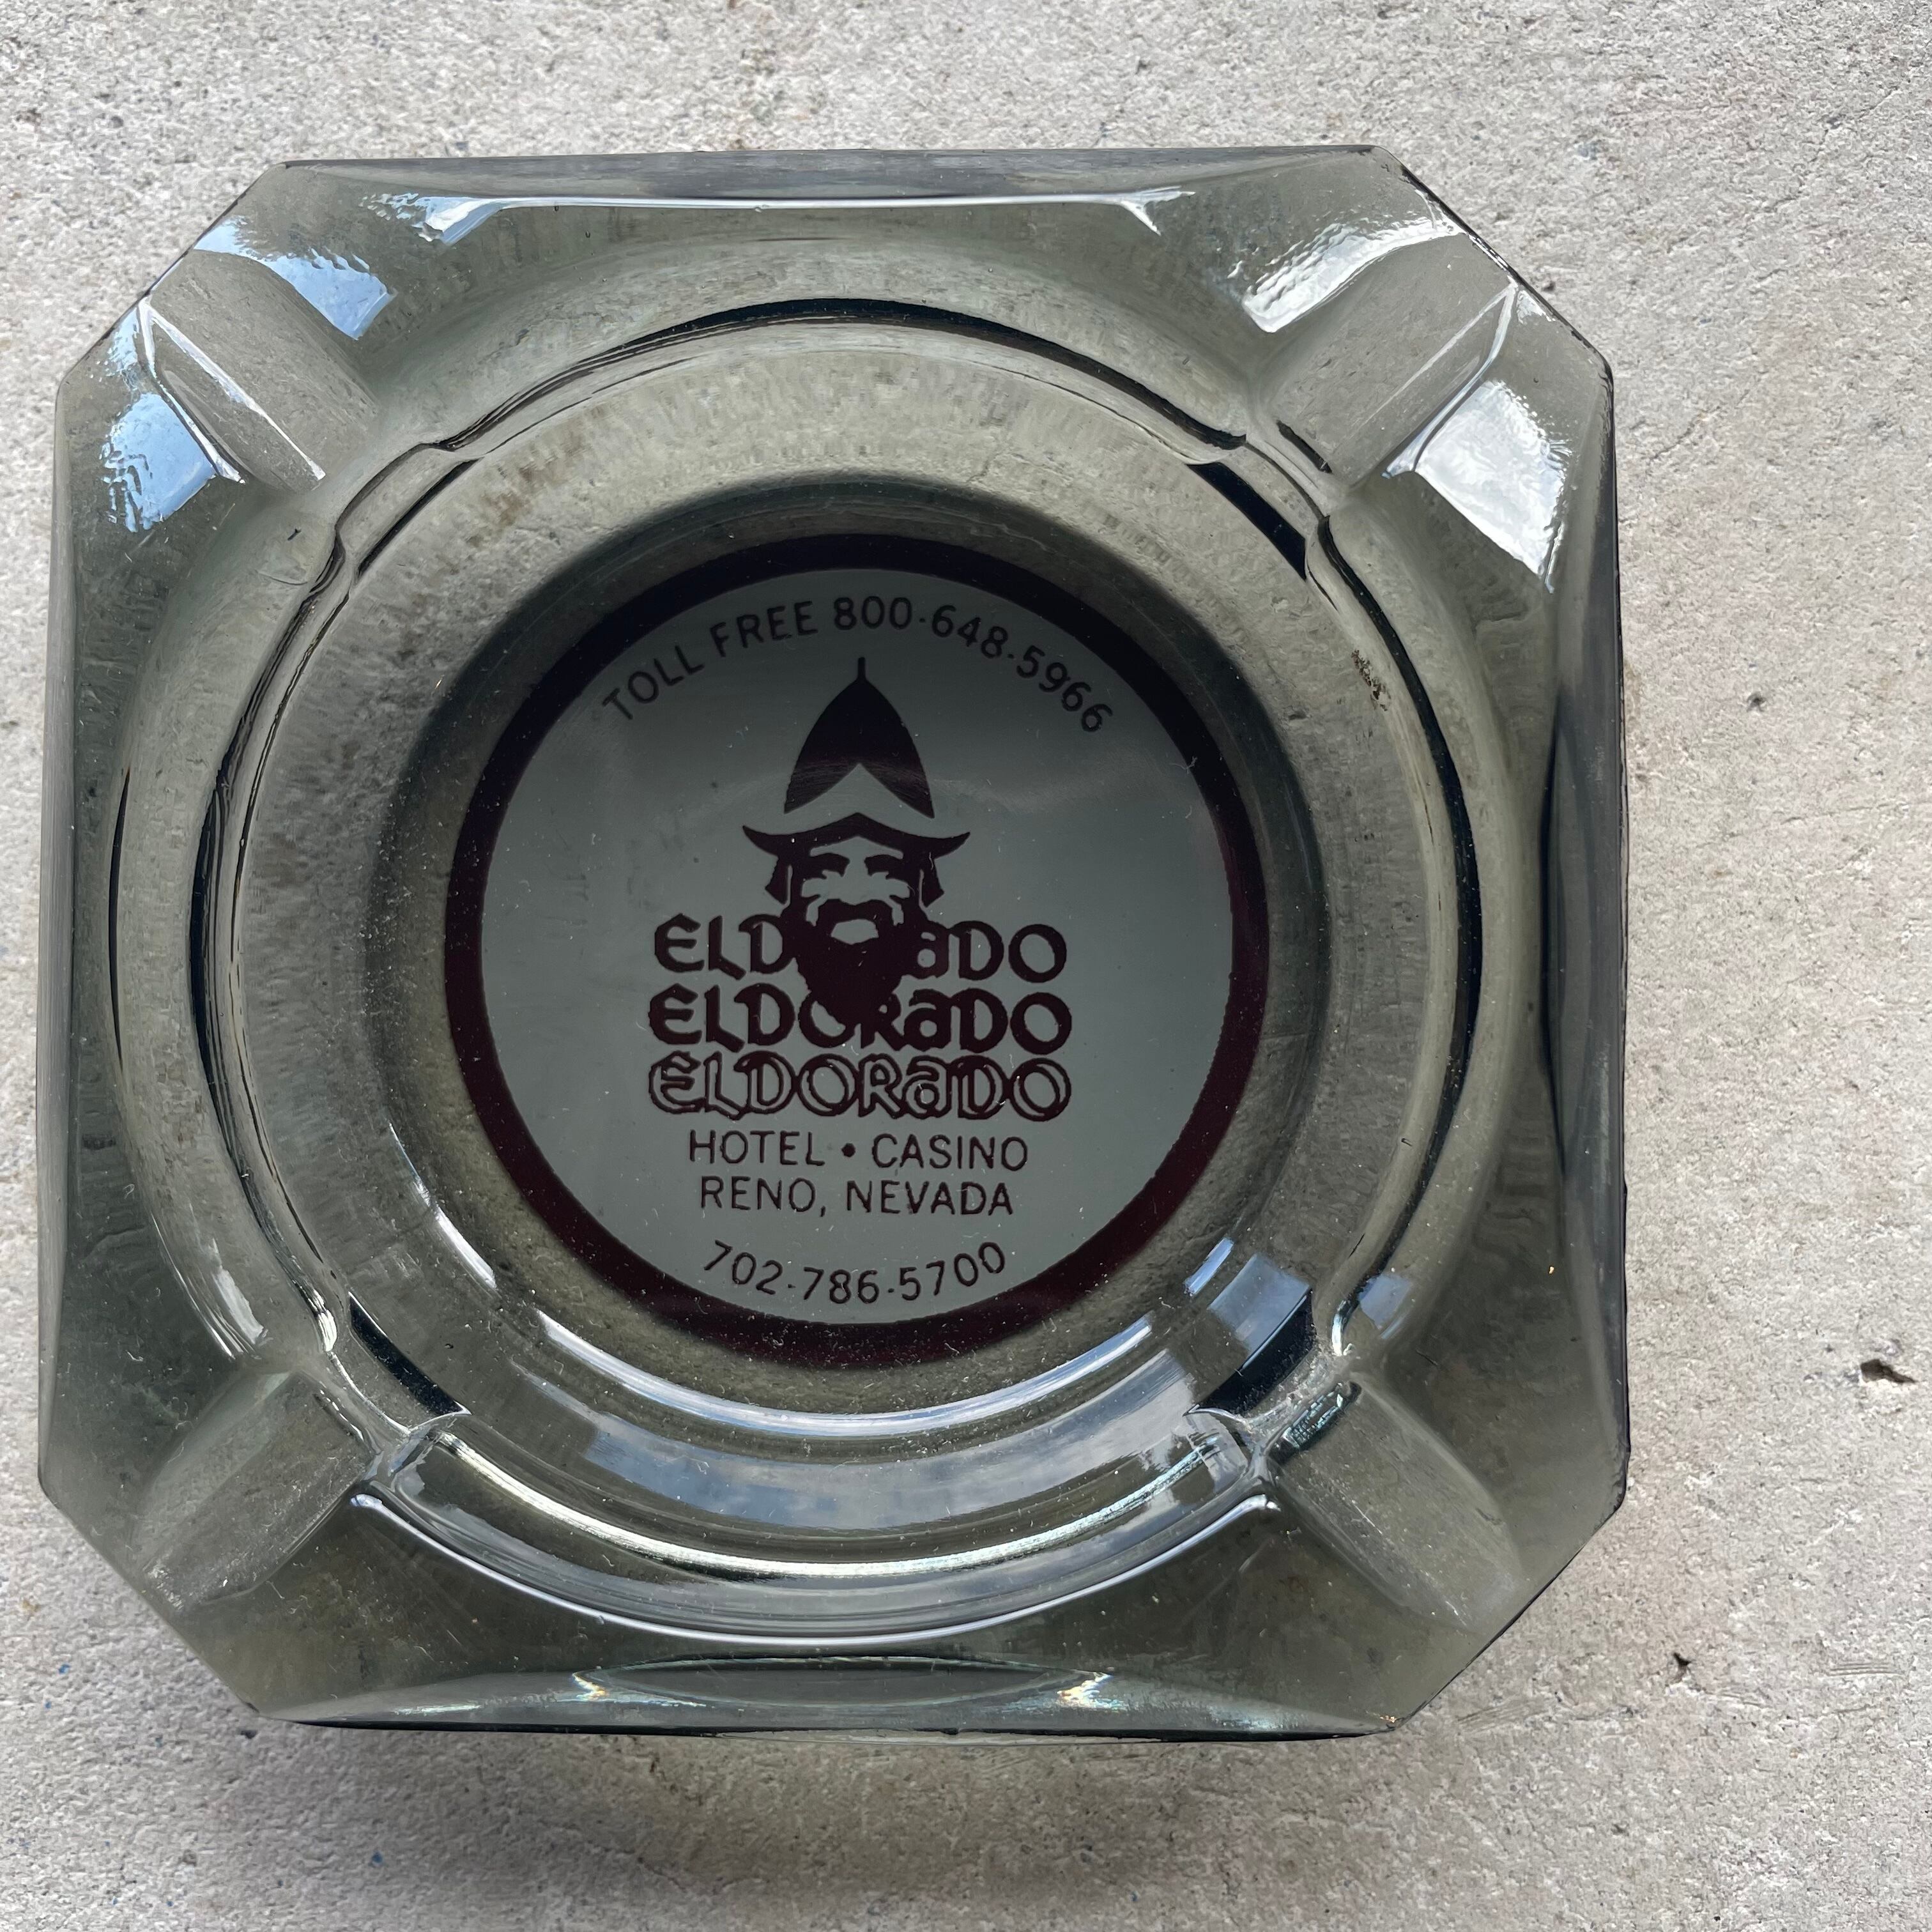 TOLL FREE 800·648·5966
ELDORADO
ELDORADO
ELDORADO
HOTEL • CASINO
RENO, NEVADA
702·786·5700